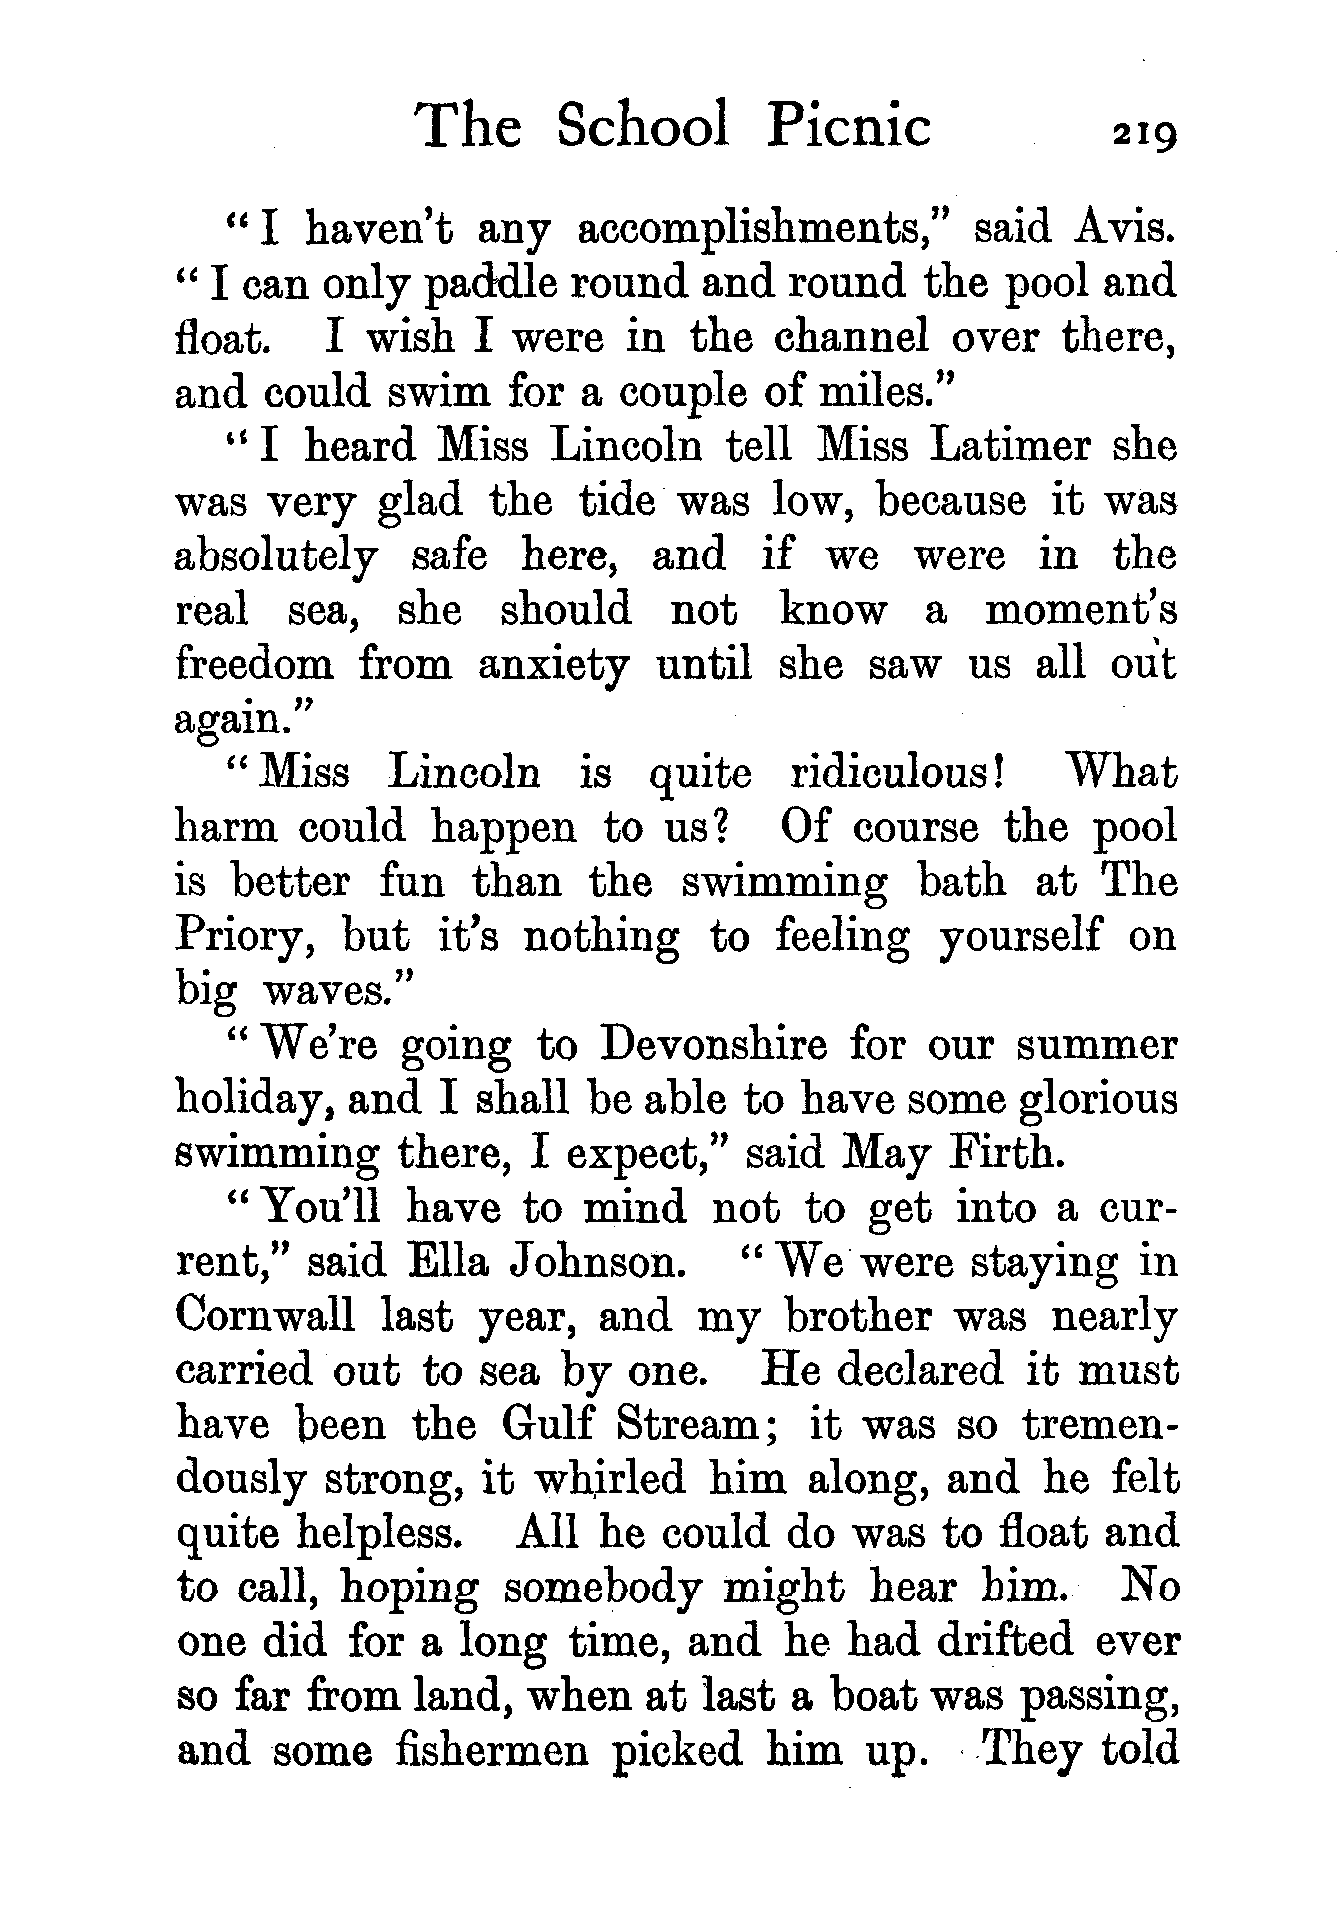 The School Picnic 219
“ I haven’t any accomplishments,” said Avis.
“ I can only paddle round and round the pool and
float. I wish I were in the channel over there,
and could swim for a couple of miles.”
“ I heard Miss Lincoln tell Miss Latimer she
was very glad the tide was low, because it was
absolutely safe here, and if we were in the
real sea, she should not know a moment’s
freedom from anxiety until she saw us all out
again.”
“ Miss Lincoln is quite ridiculous! What
harm could happen to us? Of course the pool
is better fun than the swimming bath at The
Priory, but it’s nothing to feeling yourself on
big waves.”
“ We’re going to Devonshire for our summer
holiday, and I shall be able to have some glorious
swimming there, I expect,” said May Firth.
“ You’ll have to mind not to get into a cur-
rent,” said Ella Johnson. “ We were staying in
Cornwall last year, and my brother was nearly
carried out to sea by one. He declared it must
have been the Gulf Stream; it was so tremen-
dously strong, it whirled him along, and he felt
quite helpless. All he could do was to float and
to call, hoping somebody might hear him. No
one did for a long time, and he had drifted ever
so far from land, when at last a boat was passing,
and some fishermen picked him up. They told